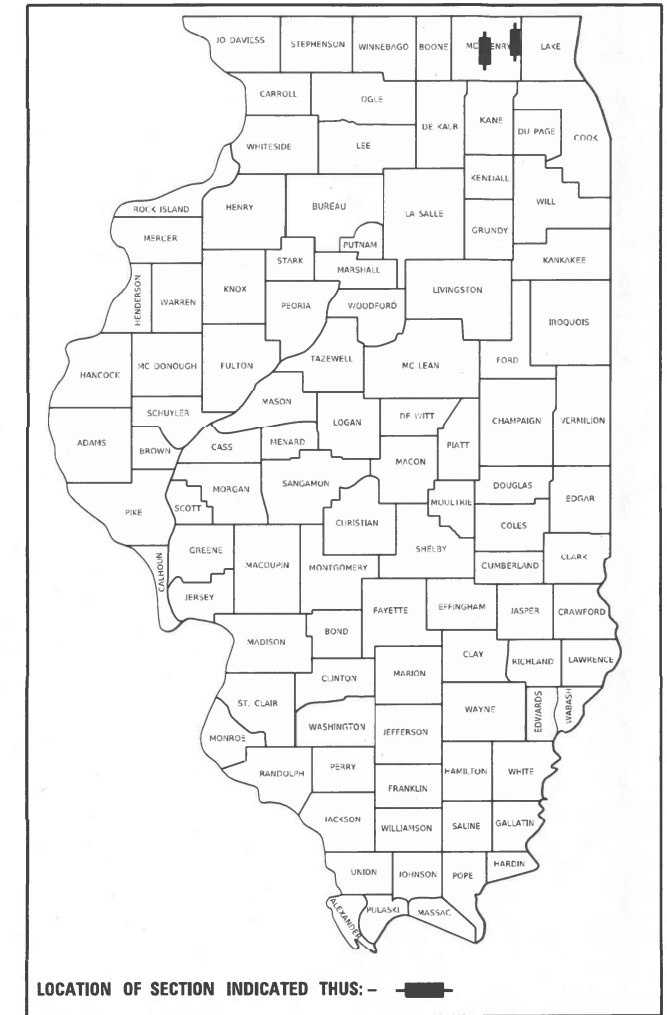 JO DAVIESS STEPHENSON WINNEBAGO BOONE MCHENRY LAKE
CARROLL OGLE DE KALB KANE DU PAGE COOK
WHITESIDE LEE
KENDALL WILL
ROCK ISLAND HENRY BUREAU LA SALLE
PUTNAM GRUNDY
MERCER KANKAKEE
STARK MARSHALL
HENDERSON WARREN KNOX PEORIA WOODFORD LIVINGSTON
IROQUOIS
HANCOCK MC DONOUGH FULTON TAZEWELL MC LEAN FORD
MASON
SCHUYLER LOGAN DE WITT CHAMPAIGN VERMILION
ADAMS BROWN CASS MENARD PIATT
MACON
PIKE SCOTT MORGAN SANGAMON MOULTRIE DOUGLAS EDGAR
CHRISTIAN COLES
CALHOUN GREENE MACOUPIN MONTGOMERY SHELBY CUMBERLAND CLARK
JERSEY
FAYETTE EFFINGHAM JASPER CRAWFORD
MADISON BOND
CLAY RICHLAND LAWRENCE
CLINTON MARION
ST. CLAIR WAYNE EDWARDS WABASH
WASHINGTON JEFFERSON
MONROE
RANDOLPH PERRY HAMILTON WHITE
FRANKLIN
JACKSON WILLIAMSON SALINE GALLATIN
UNION JOHNSON POPE HARDIN
ALEXANDER PULASKI MASSAC
LOCATION OF SECTION INDICATED THUS: –